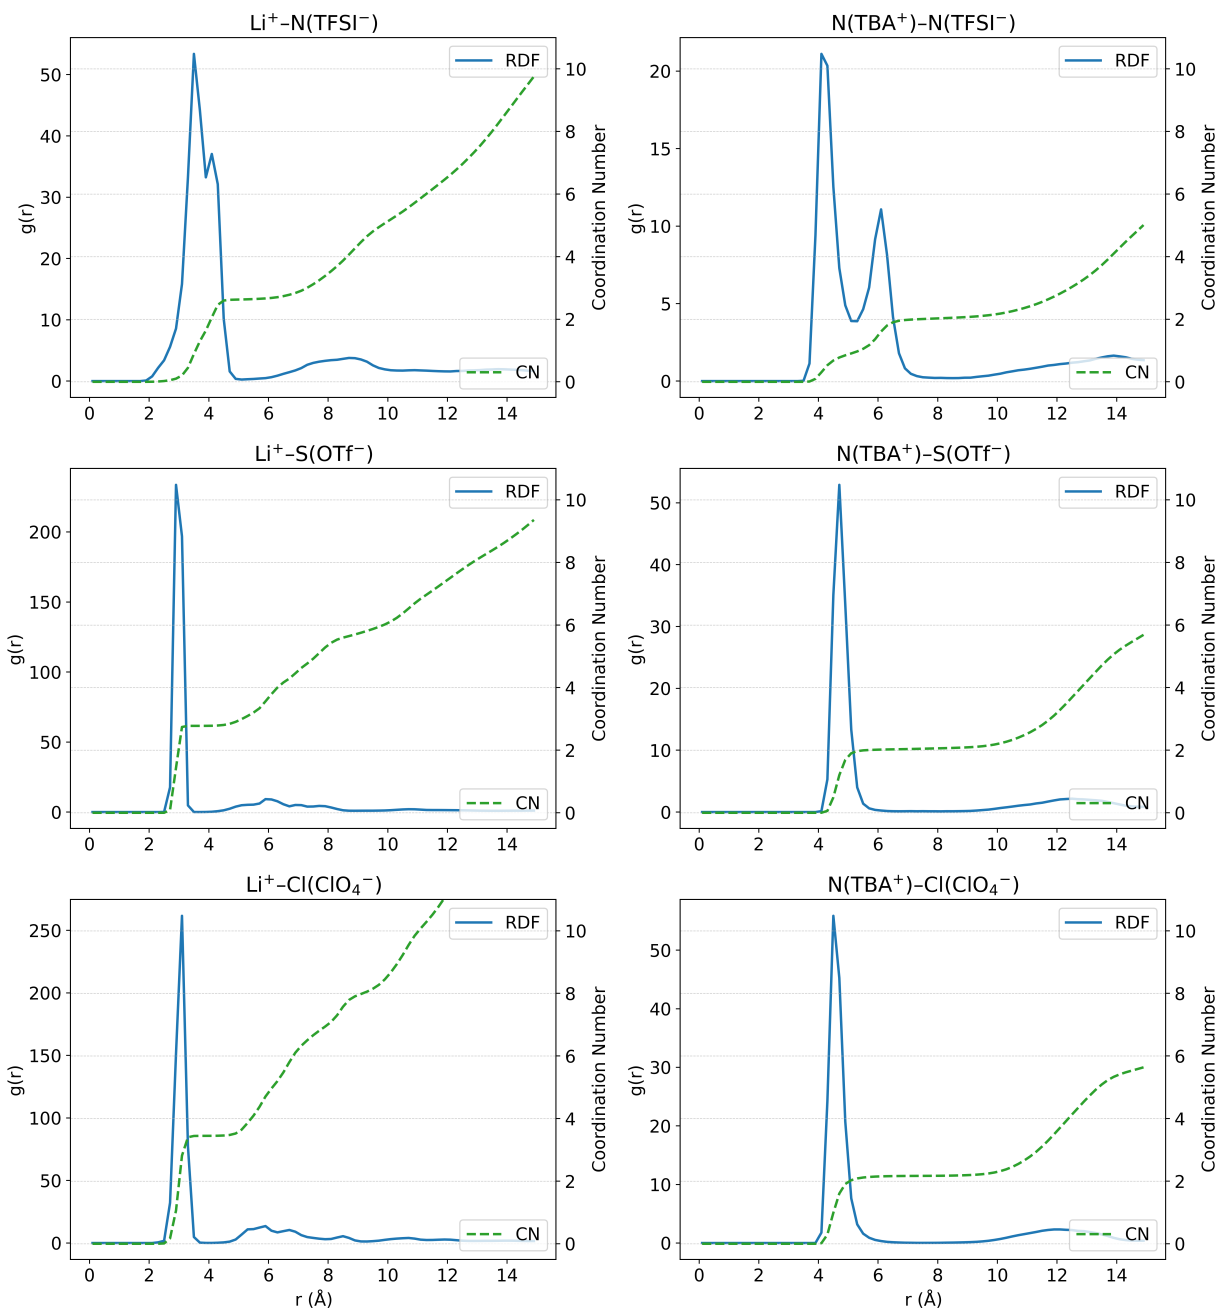 Li⁺–N(TFSI⁻)
RDF
CN
g(r)
Coordination Number
0 10 20 30 40 50
0 2 4 6 8 10
0 2 4 6 8 10 12 14
N(TBA⁺)–N(TFSI⁻)
RDF
CN
g(r)
Coordination Number
0 5 10 15 20
0 2 4 6 8 10
0 2 4 6 8 10 12 14
Li⁺–S(OTf⁻)
RDF
CN
g(r)
Coordination Number
0 50 100 150 200
0 2 4 6 8 10
0 2 4 6 8 10 12 14
N(TBA⁺)–S(OTf⁻)
RDF
CN
g(r)
Coordination Number
0 10 20 30 40 50
0 2 4 6 8 10
0 2 4 6 8 10 12 14
Li⁺–Cl(ClO₄⁻)
RDF
CN
g(r)
Coordination Number
0 50 100 150 200 250
0 2 4 6 8 10
0 2 4 6 8 10 12 14
r (Å)
N(TBA⁺)–Cl(ClO₄⁻)
RDF
CN
g(r)
Coordination Number
0 10 20 30 40 50
0 2 4 6 8 10
0 2 4 6 8 10 12 14
r (Å)